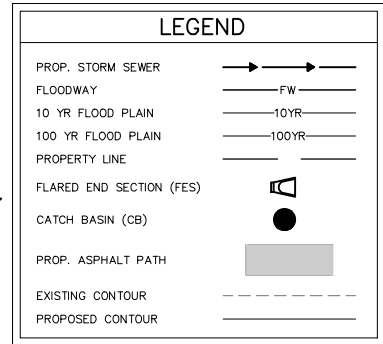 LEGEND
PROP. STORM SEWER
FLOODWAY FW
10 YR FLOOD PLAIN 10YR
100 YR FLOOD PLAIN 100YR
PROPERTY LINE
FLARED END SECTION (FES)
CATCH BASIN (CB)
PROP. ASPHALT PATH
EXISTING CONTOUR
PROPOSED CONTOUR